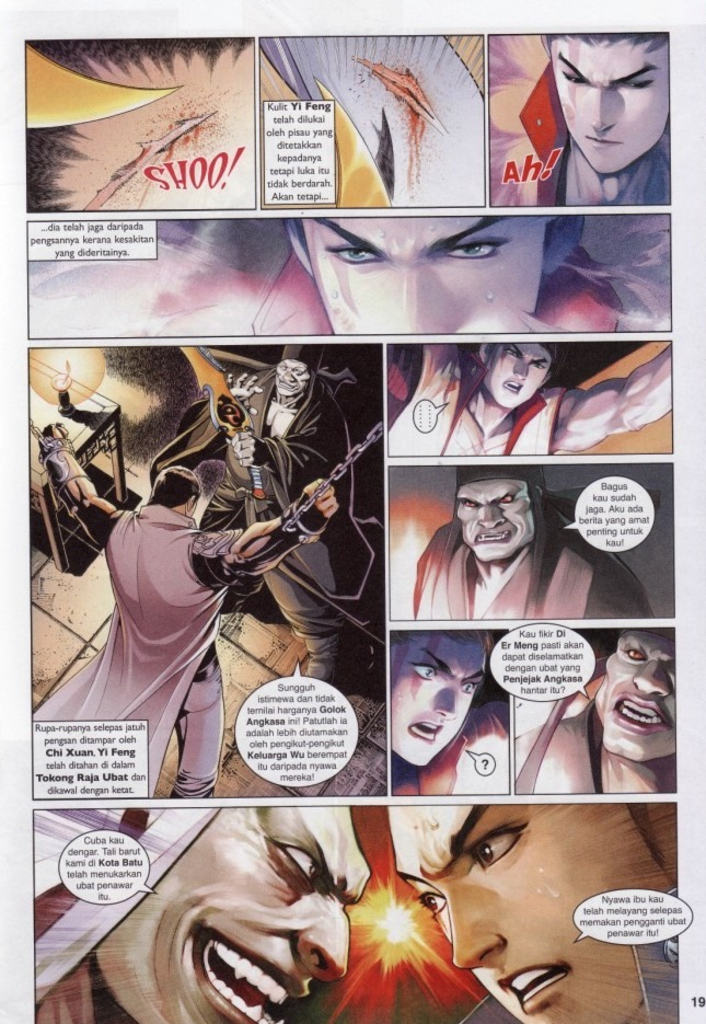 SHOO!
Kulit Yi Feng
telah dilukai
oleh pisau yang
ditetakkan
kepadanya
tetapi ia
tidak berdarah.
Akan tetapi...
Ah!
...dia telah jaga daripada
pengsannya kerana kesakitan
yang dideritainya.
Rupa-rupanya selepas jatuh
pengsan ditampar oleh
Chi Xuan, Yi Feng
telah ditahan di dalam
Tokong Raja Ubat dan
dikawal dengan ketat.
Sungguh
istimewa dan tidak
ternilai harganya Golok
Angkasa ini! Patutlah ia
adalah lebih diutamakan
oleh pengikut-pengikut
Keluarga Wu berempat
itu daripada nyawa
mereka!
Bagus
kau sudah
jaga. Aku ada
berita yang amat
penting untuk
kau!
?
Kau fikir Di
Er Meng pasti akan
dapat diselamatkan
dengan ubat yang
Penjejak Angkasa
hantar itu?
Cuba kau
dengar. Tali barut
kami di Kota Batu
telah menukarkan
ubat penawar
itu.
Nyawa ibu kau
telah melayang selepas
memakan pengganti ubat
penawar itu!
19